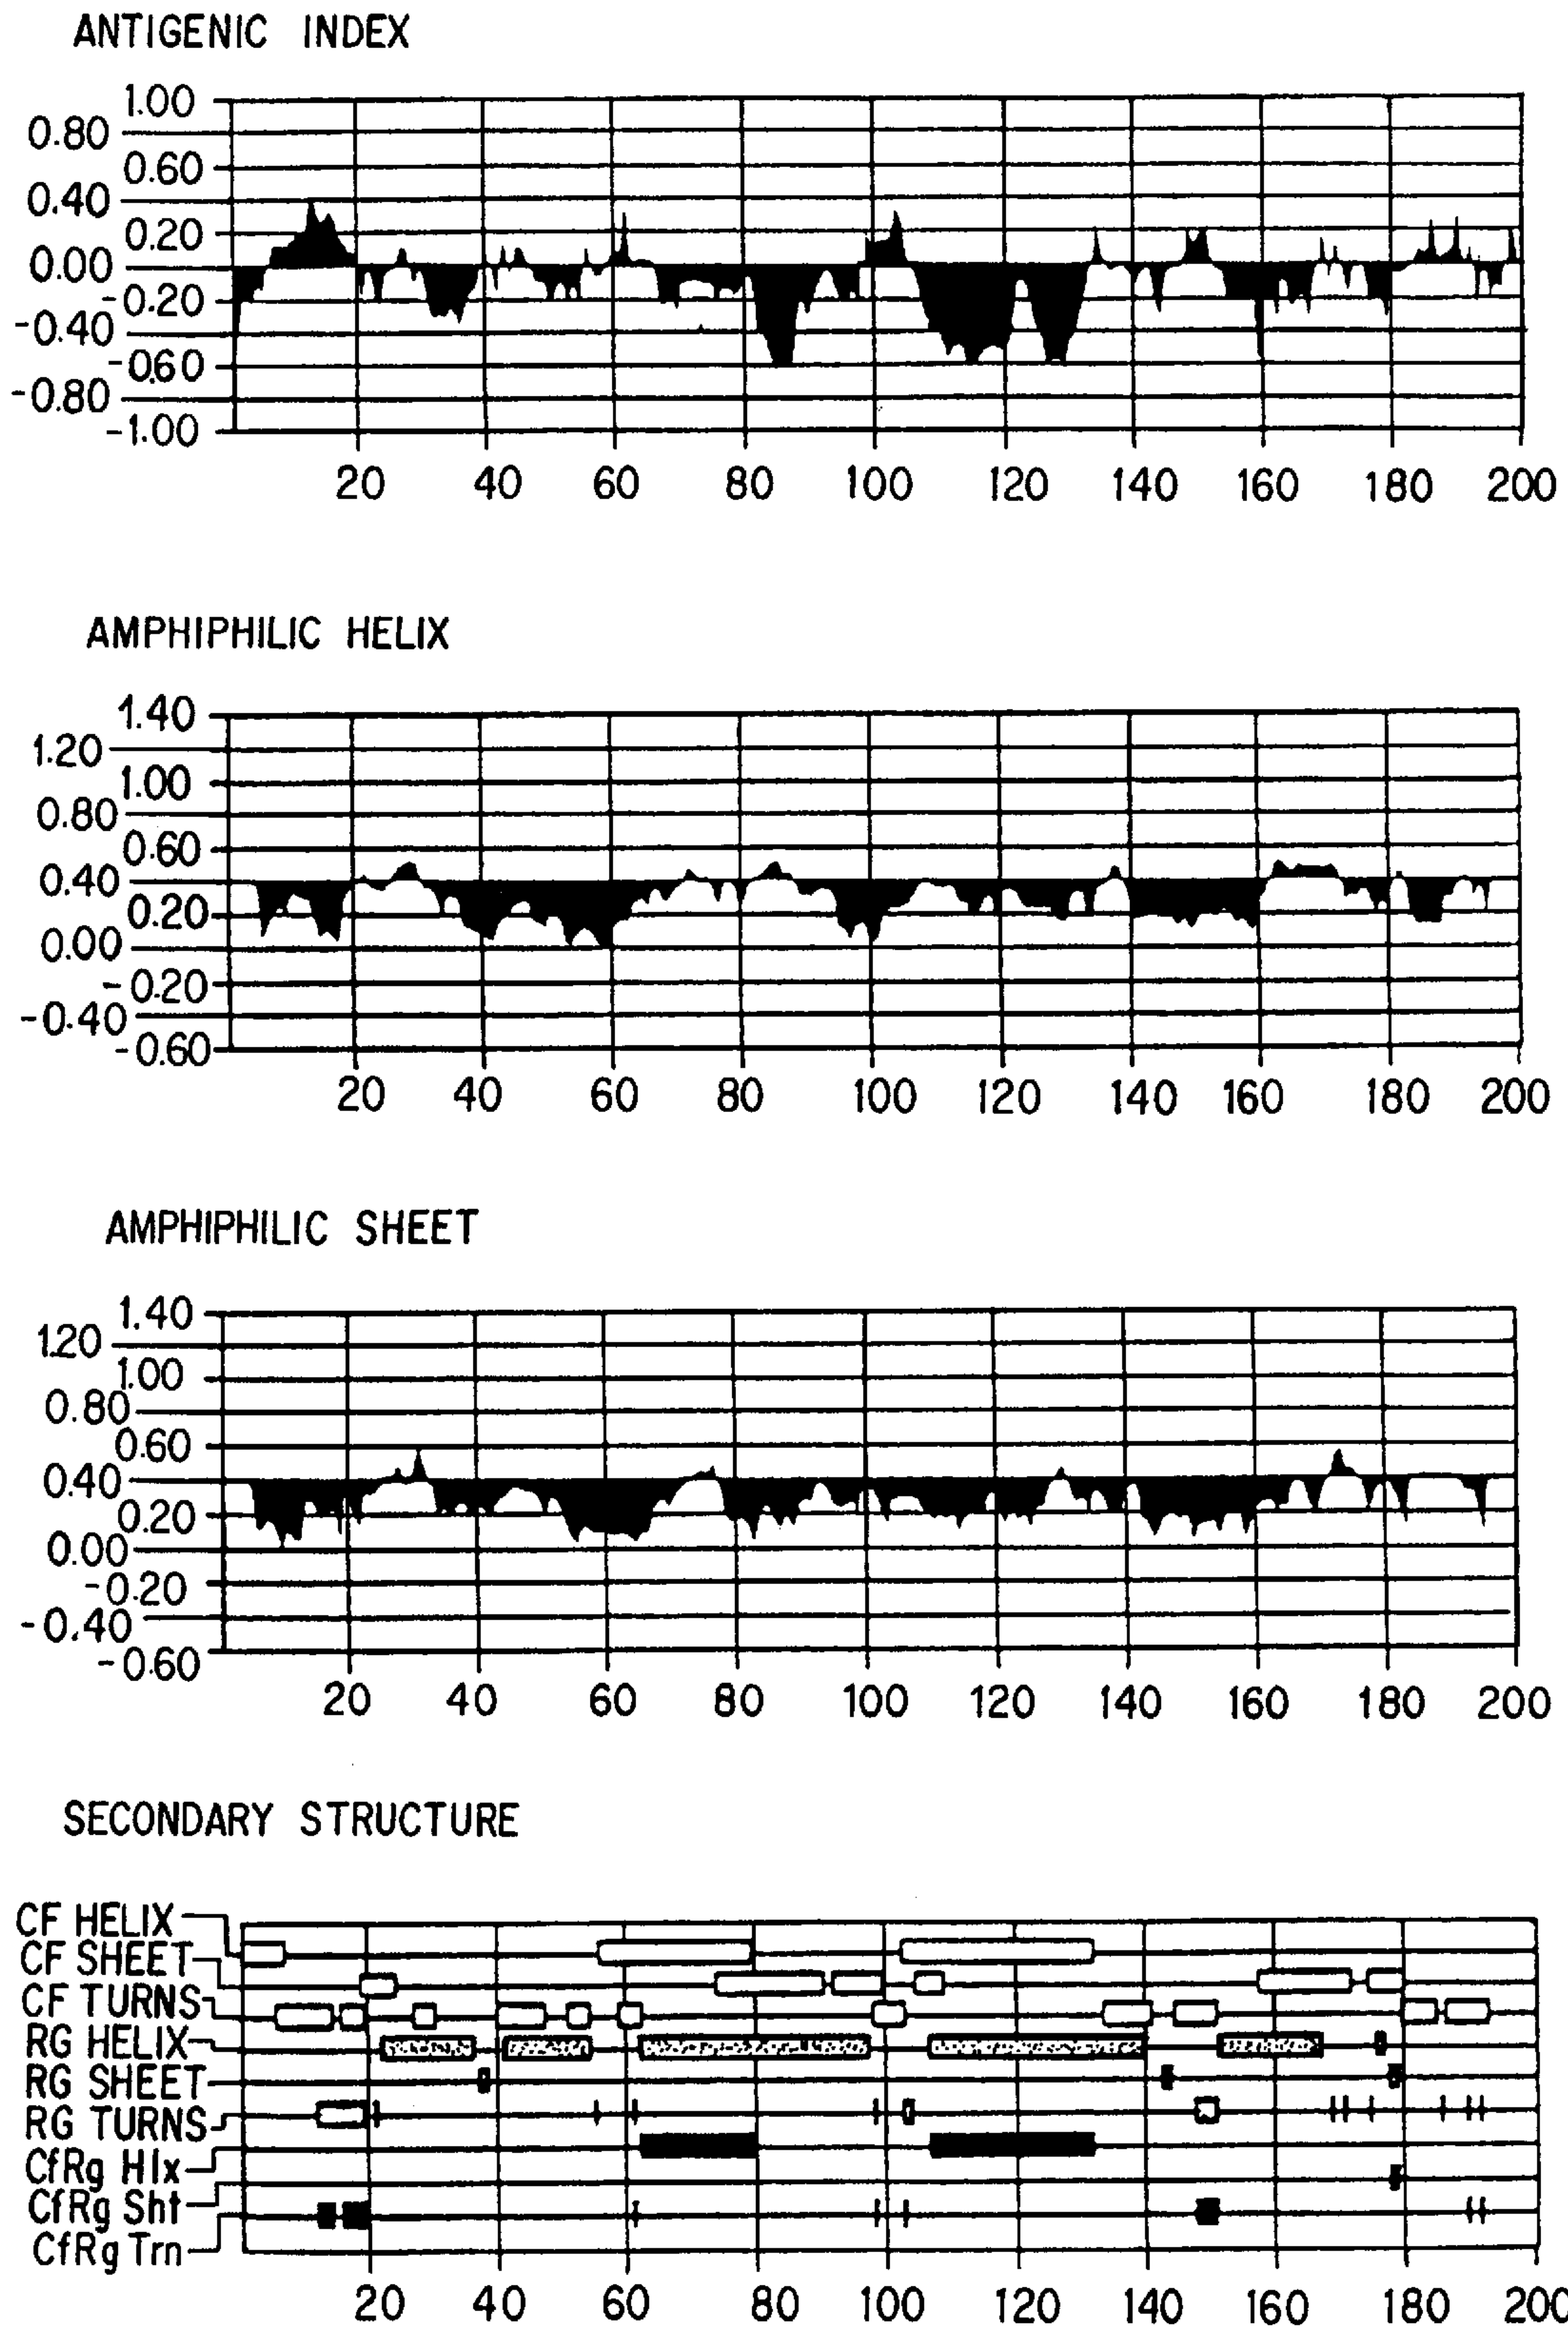 ANTIGENIC INDEX
1.00
0.80
0.60
0.40
0.20
0.00
-0.20
-0.40
-0.60
-0.80
-1.00
20 40 60 80 100 120 140 160 180 200
AMPHIPHILIC HELIX
1.40
1.20
1.00
0.80
0.60
0.40
0.20
0.00
-0.20
-0.40
-0.60
20 40 60 80 100 120 140 160 180 200
AMPHIPHILIC SHEET
1.40
1.20
1.00
0.80
0.60
0.40
0.20
0.00
-0.20
-0.40
-0.60
20 40 60 80 100 120 140 160 180 200
SECONDARY STRUCTURE
CF HELIX
CF SHEET
CF TURNS
RG HELIX
RG SHEET
RG TURNS
CfRg Hlx
CfRg Sht
CfRg Trn
20 40 60 80 100 120 140 160 180 200